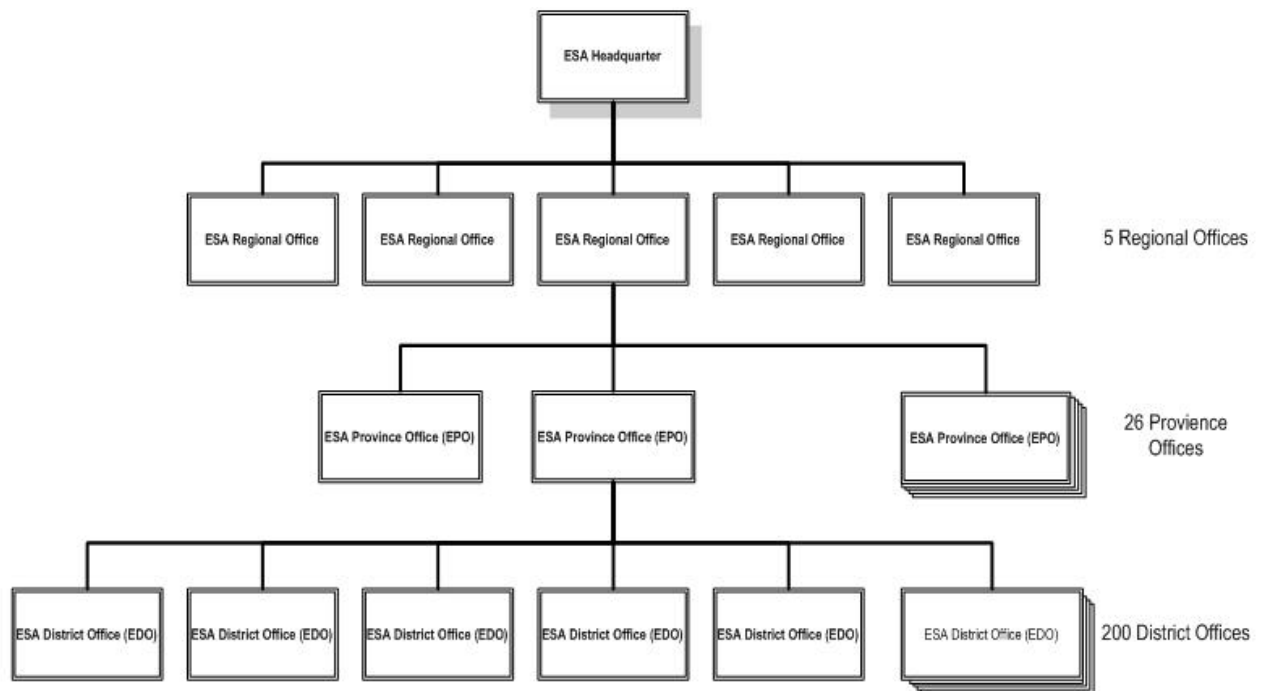 ESA Headquarter
ESA Regional Office
ESA Regional Office
ESA Regional Office
ESA Regional Office
ESA Regional Office
5 Regional Offices
ESA Province Office (EPO)
ESA Province Office (EPO)
ESA Province Office (EPO)
26 Provience
Offices
ESA District Office (EDO)
ESA District Office (EDO)
ESA District Office (EDO)
ESA District Office (EDO)
ESA District Office (EDO)
ESA District Office (EDO)
200 District Offices